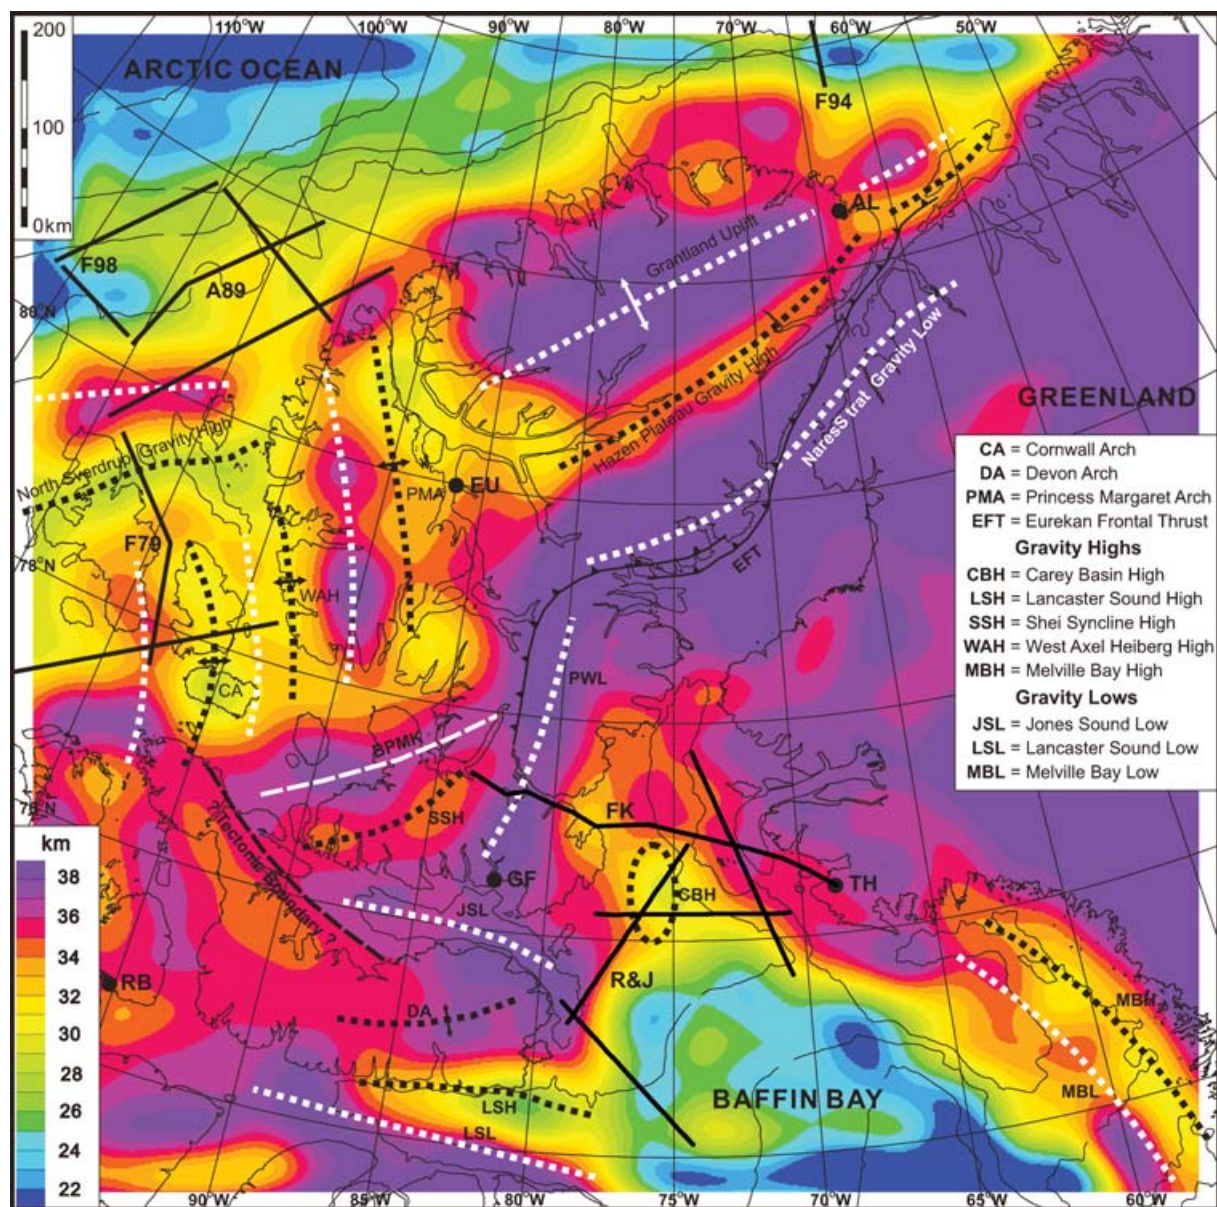 110°W 100°W 90°W 80°W 70°W 60°W 50°W
200
100
0km
ARCTIC OCEAN
F94
AL
Grantland Uplift
F98
A89
80°N
Hazen Plateau Gravity High
NaresStrat Gravity Low
GREENLAND
North Sverdrup Gravity High
PMA
EU
F79
78°N
WAH
EFT
CA
PWL
BPMK
SSH
FK
76°N
? Tectonic Boundary ?
GF
JSL
CBH
TH
RB
R&J
DA
MBH
MBL
LSH
LSL
BAFFIN BAY
CA = Cornwall Arch
DA = Devon Arch
PMA = Princess Margaret Arch
EFT = Eurekan Frontal Thrust
Gravity Highs
CBH = Carey Basin High
LSH = Lancaster Sound High
SSH = Shei Syncline High
WAH = West Axel Heiberg High
MBH = Melville Bay High
Gravity Lows
JSL = Jones Sound Low
LSL = Lancaster Sound Low
MBL = Melville Bay Low
km
38
36
34
32
30
28
26
24
22
90°W 85°W 80°W 75°W 70°W 65°W 60°W